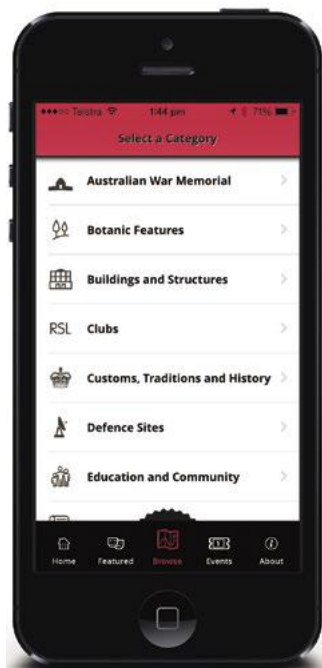 Telstra 1:44 pm 71%
Select a Category
Australian War Memorial
Botanic Features
Buildings and Structures
RSL Clubs
Customs, Traditions and History
Defence Sites
Education and Community
Home Featured Browse Events About